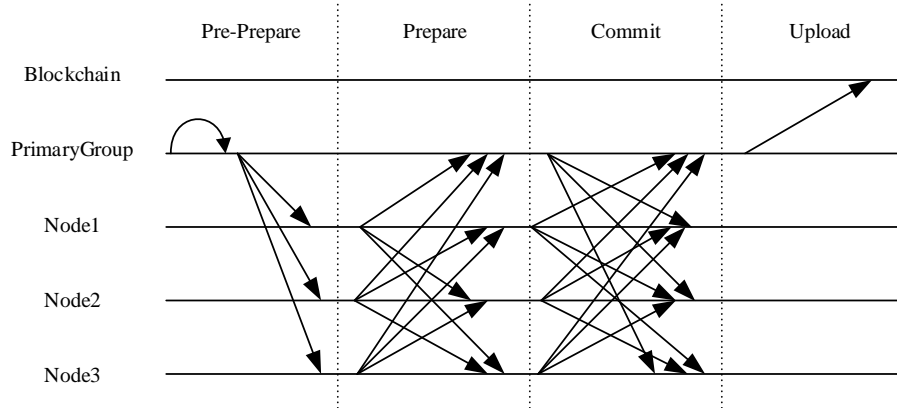 Pre-Prepare Prepare Commit Upload
Blockchain
PrimaryGroup
Node1
Node2
Node3